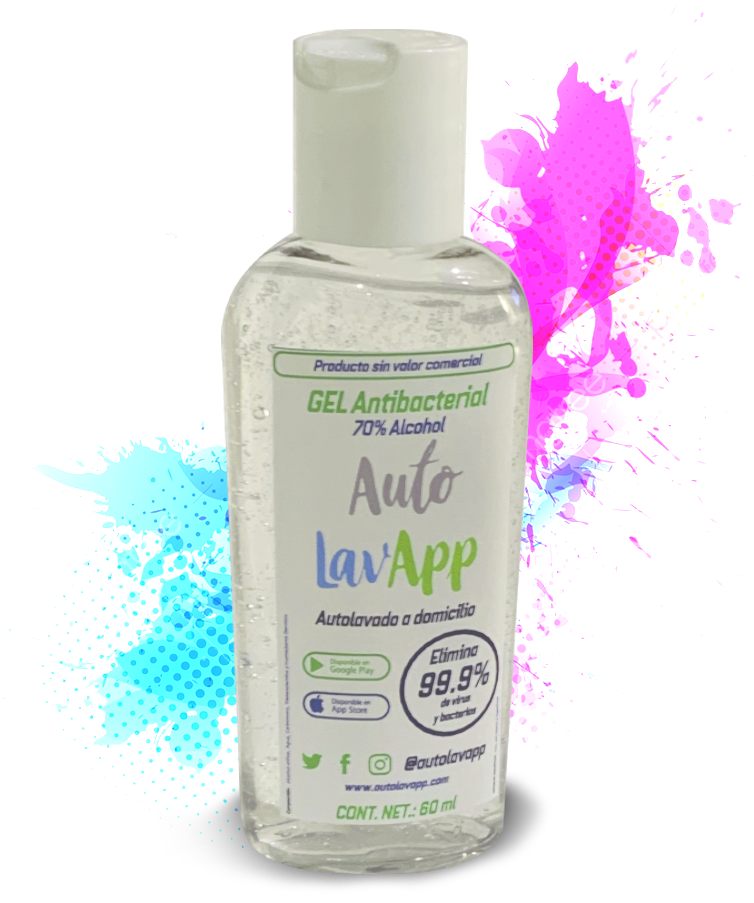 Producto sin valor comercial
GEL Antibacterial
70% Alcohol
Auto
LavApp
Autolavado a domicilio
Disponible en
Google Play
Elimina
99.9%
de virus
y bacterias
Disponible en
App Store
@autolavapp
www.autolavapp.com
CONT. NET.: 60 ml